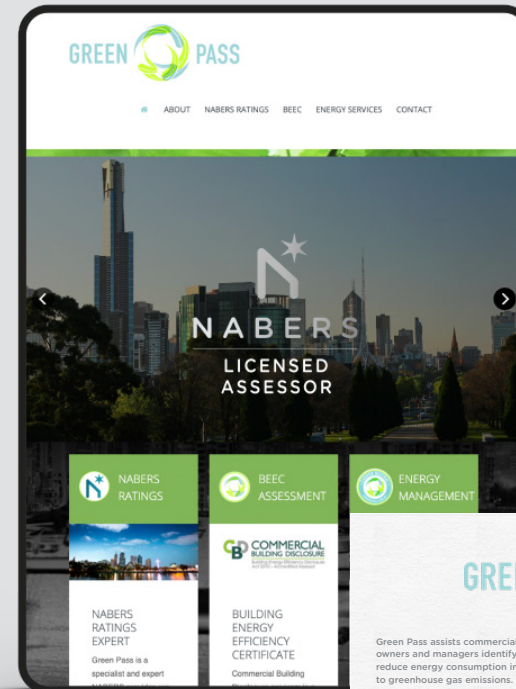 GREEN PASS
ABOUT NABERS RATINGS BEEC ENERGY SERVICES CONTACT
NABERS
LICENSED
ASSESSOR
NABERS
RATINGS
BEEC
ASSESSMENT
ENERGY
MANAGEMENT
CBD COMMERCIAL
BUILDING DISCLOSURE
NABERS
RATINGS
EXPERT
Green Pass is a
specialist and expert
BUILDING
ENERGY
EFFICIENCY
CERTIFICATE
Commercial Building
GREE
Green Pass assists commercial
owners and managers identify
reduce energy consumption in
to greenhouse gas emissions.